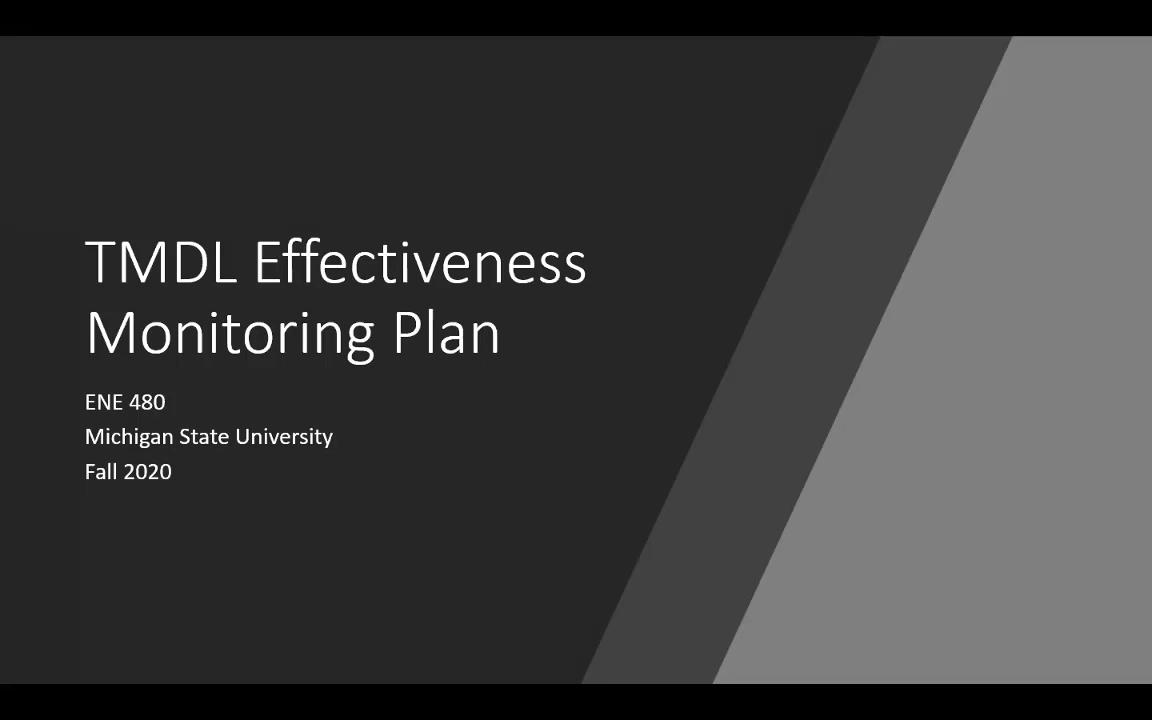 TMDL Effectiveness
Monitoring Plan
ENE 480
Michigan State University
Fall 2020